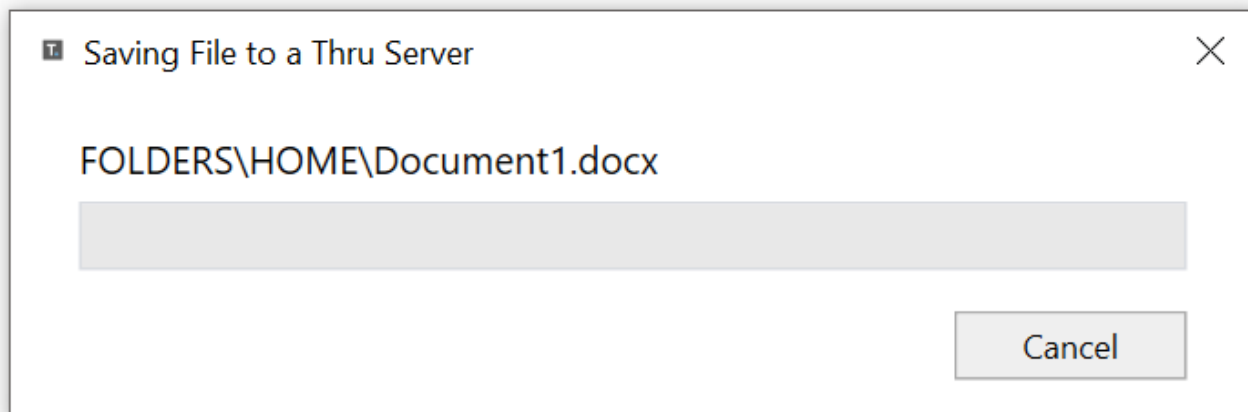 T.
Saving File to a Thru Server
FOLDERS\HOME\Document1.docx
Cancel